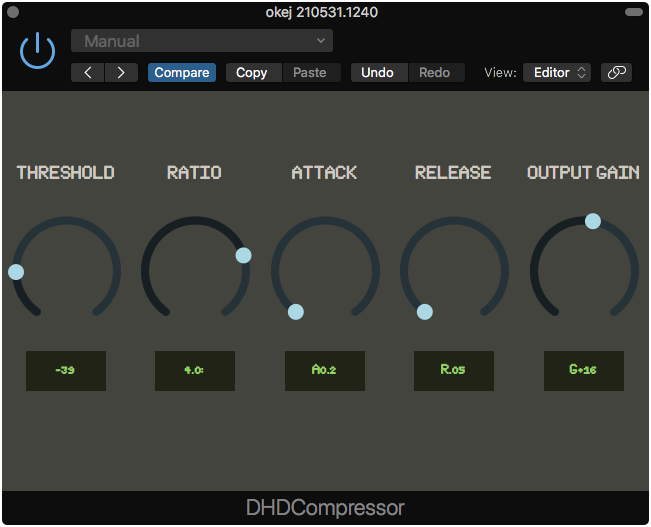 okej 210531.1240
Manual
Compare Copy Paste Undo Redo View: Editor
THRESHOLD RATIO ATTACK RELEASE OUTPUT GAIN
-39 4.0: A0.2 R.05 G+16
DHDCompressor